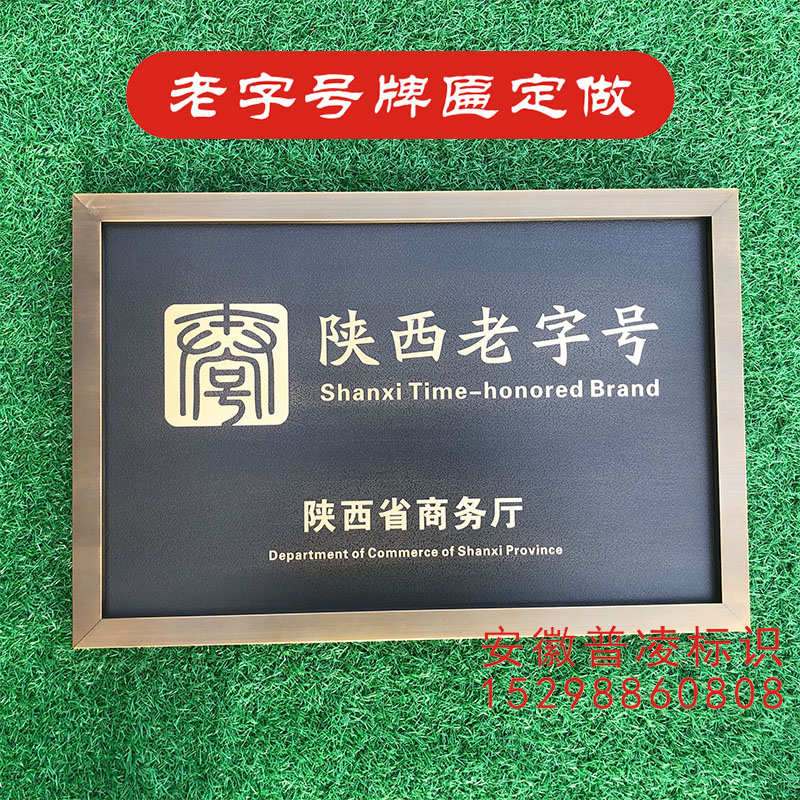 老字号牌匾定做
陕西老字号
Shanxi Time-honored Brand
陕西省商务厅
Department of Commerce of Shanxi Province
安徽普凌标识
15298860808